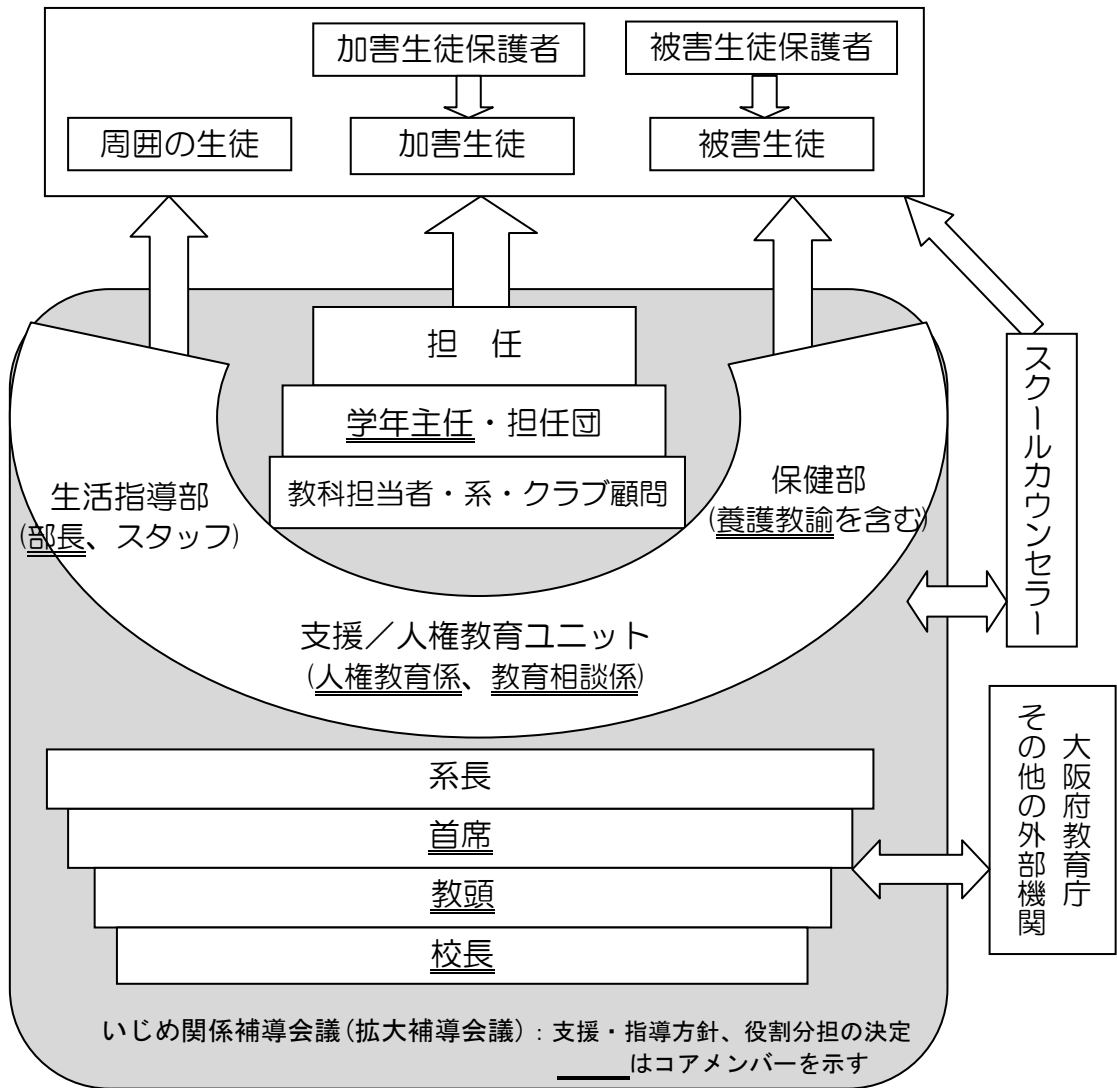 加害生徒保護者
被害生徒保護者
周囲の生徒
加害生徒
被害生徒
担　任
学年主任・担任団
教科担当者・系・クラブ顧問
生活指導部
(部長、スタッフ)
保健部
(養護教諭を含む)
支援／人権教育ユニット
(人権教育係、教育相談係)
スクールカウンセラー
系長
首席
教頭
校長
大阪府教育庁
その他の外部機関
いじめ関係補導会議(拡大補導会議)：支援・指導方針、役割分担の決定
はコアメンバーを示す